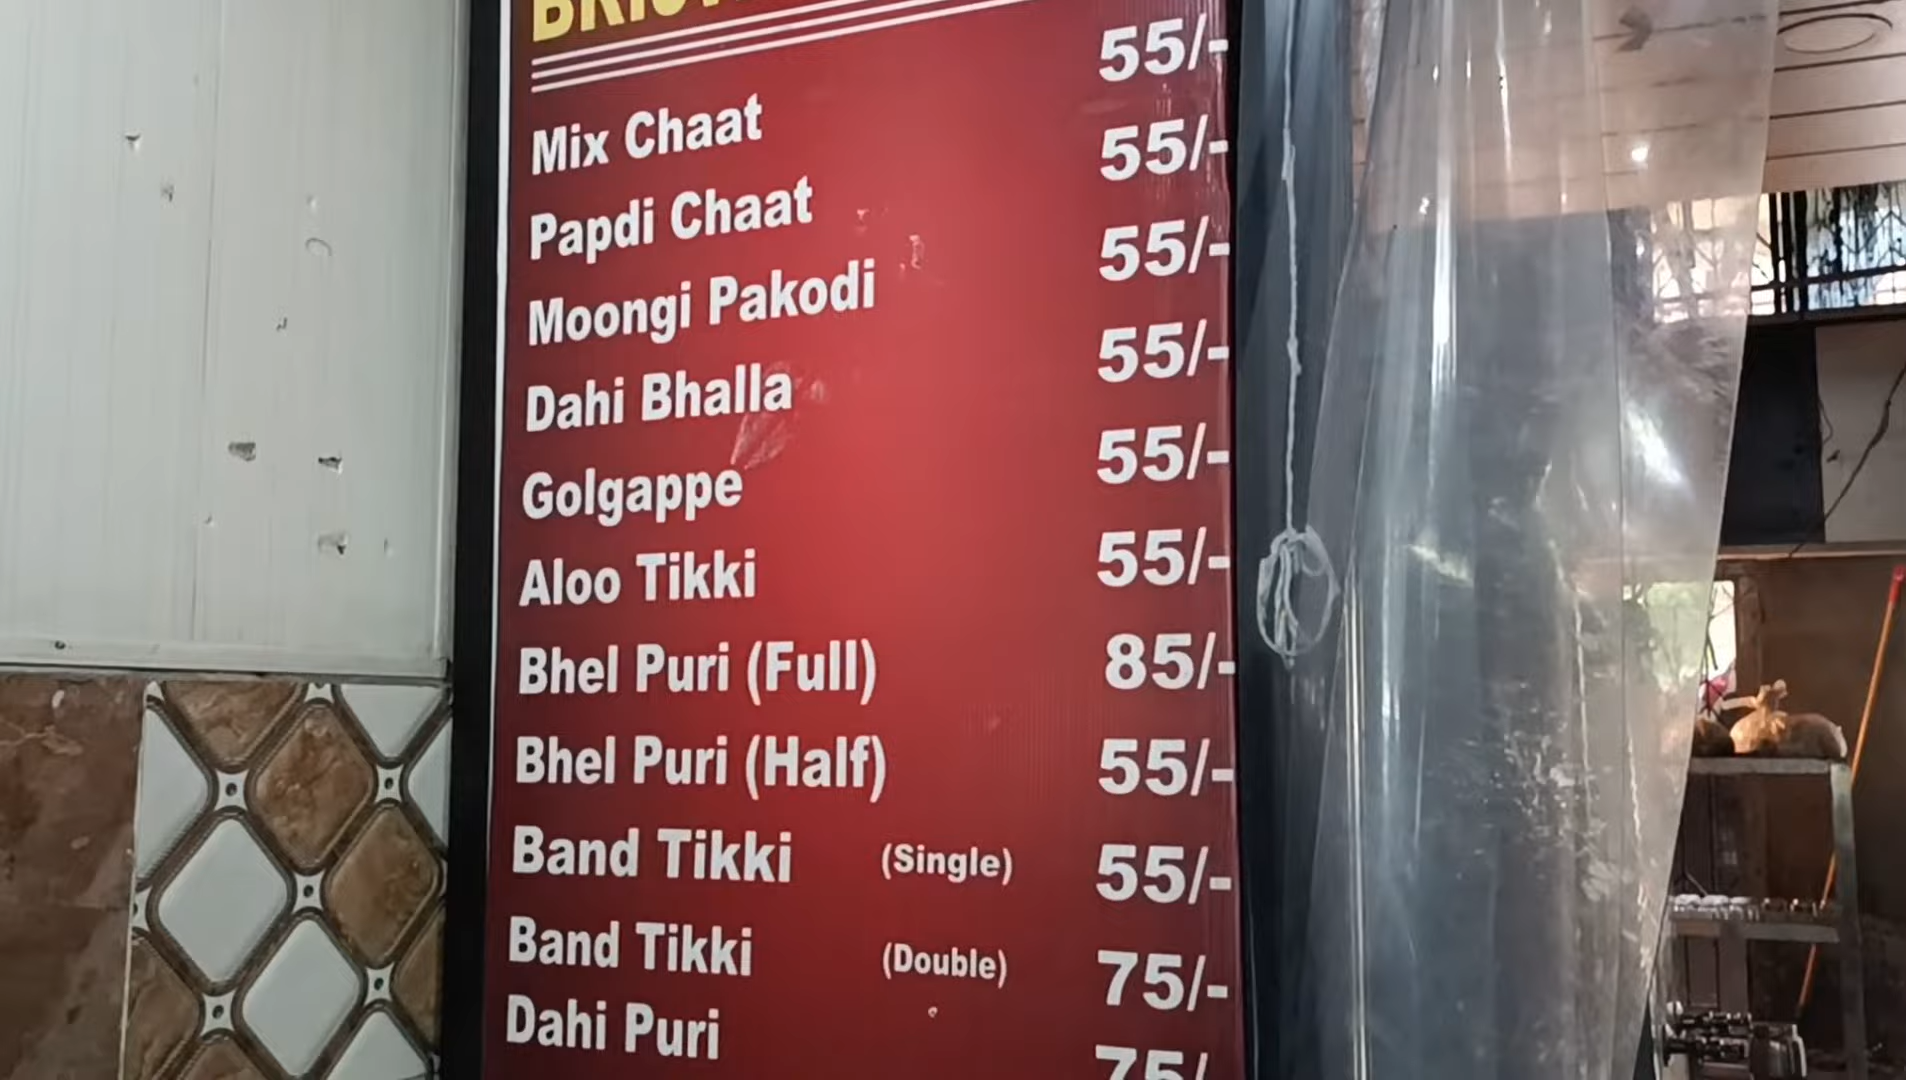 Mix Chaat 55/-
Papdi Chaat 55/-
Moongi Pakodi 55/-
Dahi Bhalla 55/-
Golgappe 55/-
Aloo Tikki 55/-
Bhel Puri (Full) 85/-
Bhel Puri (Half) 55/-
Band Tikki (Single) 55/-
Band Tikki (Double) 75/-
Dahi Puri 75/